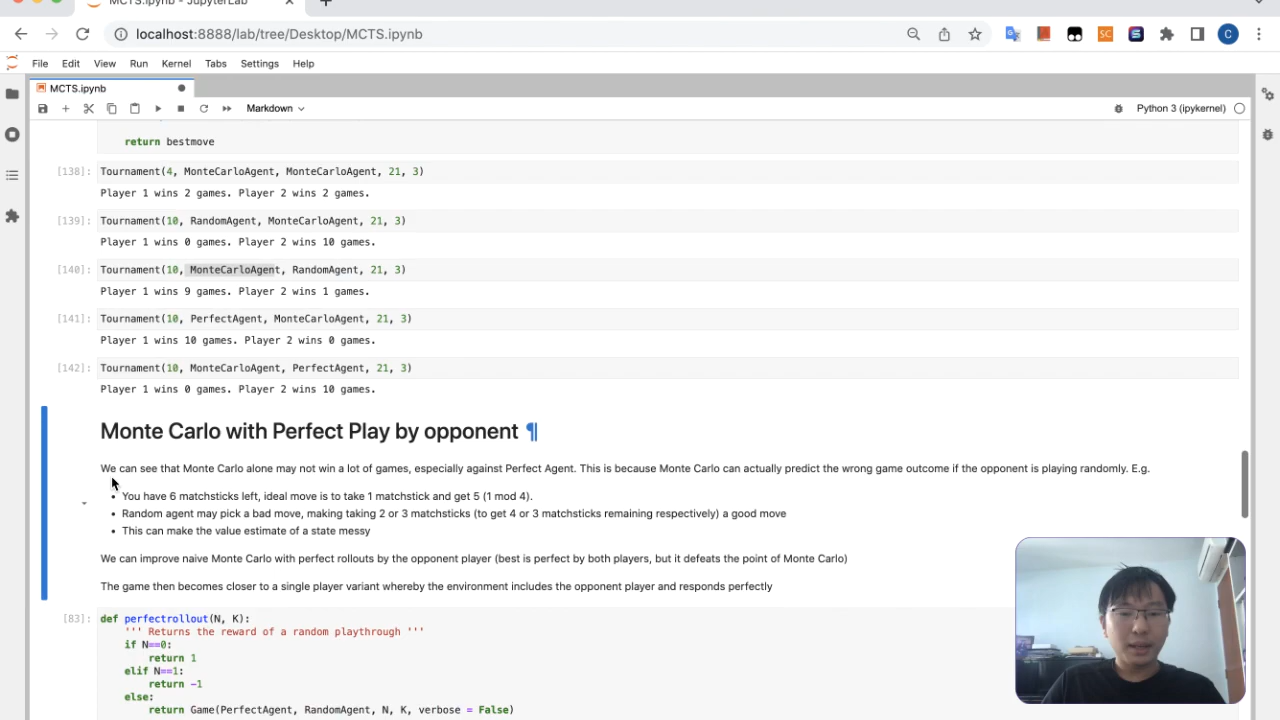 MCTS.ipynb - JupyterLab
localhost:8888/lab/tree/Desktop/MCTS.ipynb
SC
C
File Edit View Run Kernel Tabs Settings Help
MCTS.ipynb
Markdown
Python 3 (ipykernel)
return bestmove
[138]: Tournament(4, MonteCarloAgent, MonteCarloAgent, 21, 3)
Player 1 wins 2 games. Player 2 wins 2 games.
[139]: Tournament(10, RandomAgent, MonteCarloAgent, 21, 3)
Player 1 wins 0 games. Player 2 wins 10 games.
[140]: Tournament(10, MonteCarloAgent, RandomAgent, 21, 3)
Player 1 wins 9 games. Player 2 wins 1 games.
[141]: Tournament(10, PerfectAgent, MonteCarloAgent, 21, 3)
Player 1 wins 10 games. Player 2 wins 0 games.
[142]: Tournament(10, MonteCarloAgent, PerfectAgent, 21, 3)
Player 1 wins 0 games. Player 2 wins 10 games.
Monte Carlo with Perfect Play by opponent ¶
We can see that Monte Carlo alone may not win a lot of games, especially against Perfect Agent. This is because Monte Carlo can actually predict the wrong game outcome if the opponent is playing randomly. E.g.
• You have 6 matchsticks left, ideal move is to take 1 matchstick and get 5 (1 mod 4).
• Random agent may pick a bad move, making taking 2 or 3 matchsticks (to get 4 or 3 matchsticks remaining respectively) a good move
• This can make the value estimate of a state messy
We can improve naive Monte Carlo with perfect rollouts by the opponent player (best is perfect by both players, but it defeats the point of Monte Carlo)
The game then becomes closer to a single player variant whereby the environment includes the opponent player and responds perfectly
[83]: def perfectrollout(N, K):
''' Returns the reward of a random playthrough '''
if N==0:
return 1
elif N==1:
return -1
else:
return Game(PerfectAgent, RandomAgent, N, K, verbose = False)